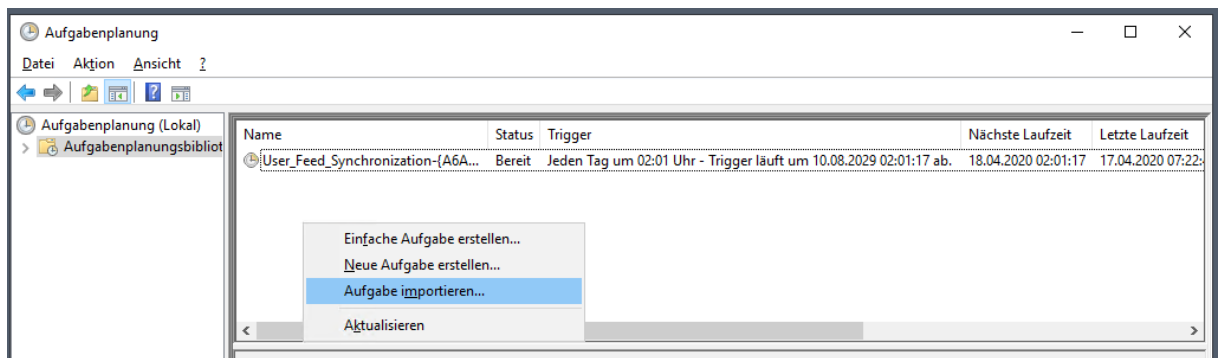 Aufgabenplanung
Datei Aktion Ansicht ?
Aufgabenplanung (Lokal)
Aufgabenplanungsbibliot
Name Status Trigger Nächste Laufzeit Letzte Laufzeit
User_Feed_Synchronization-{A6A... Bereit Jeden Tag um 02:01 Uhr - Trigger läuft um 10.08.2029 02:01:17 ab. 18.04.2020 02:01:17 17.04.2020 07:22:
Einfache Aufgabe erstellen...
Neue Aufgabe erstellen...
Aufgabe importieren...
Aktualisieren